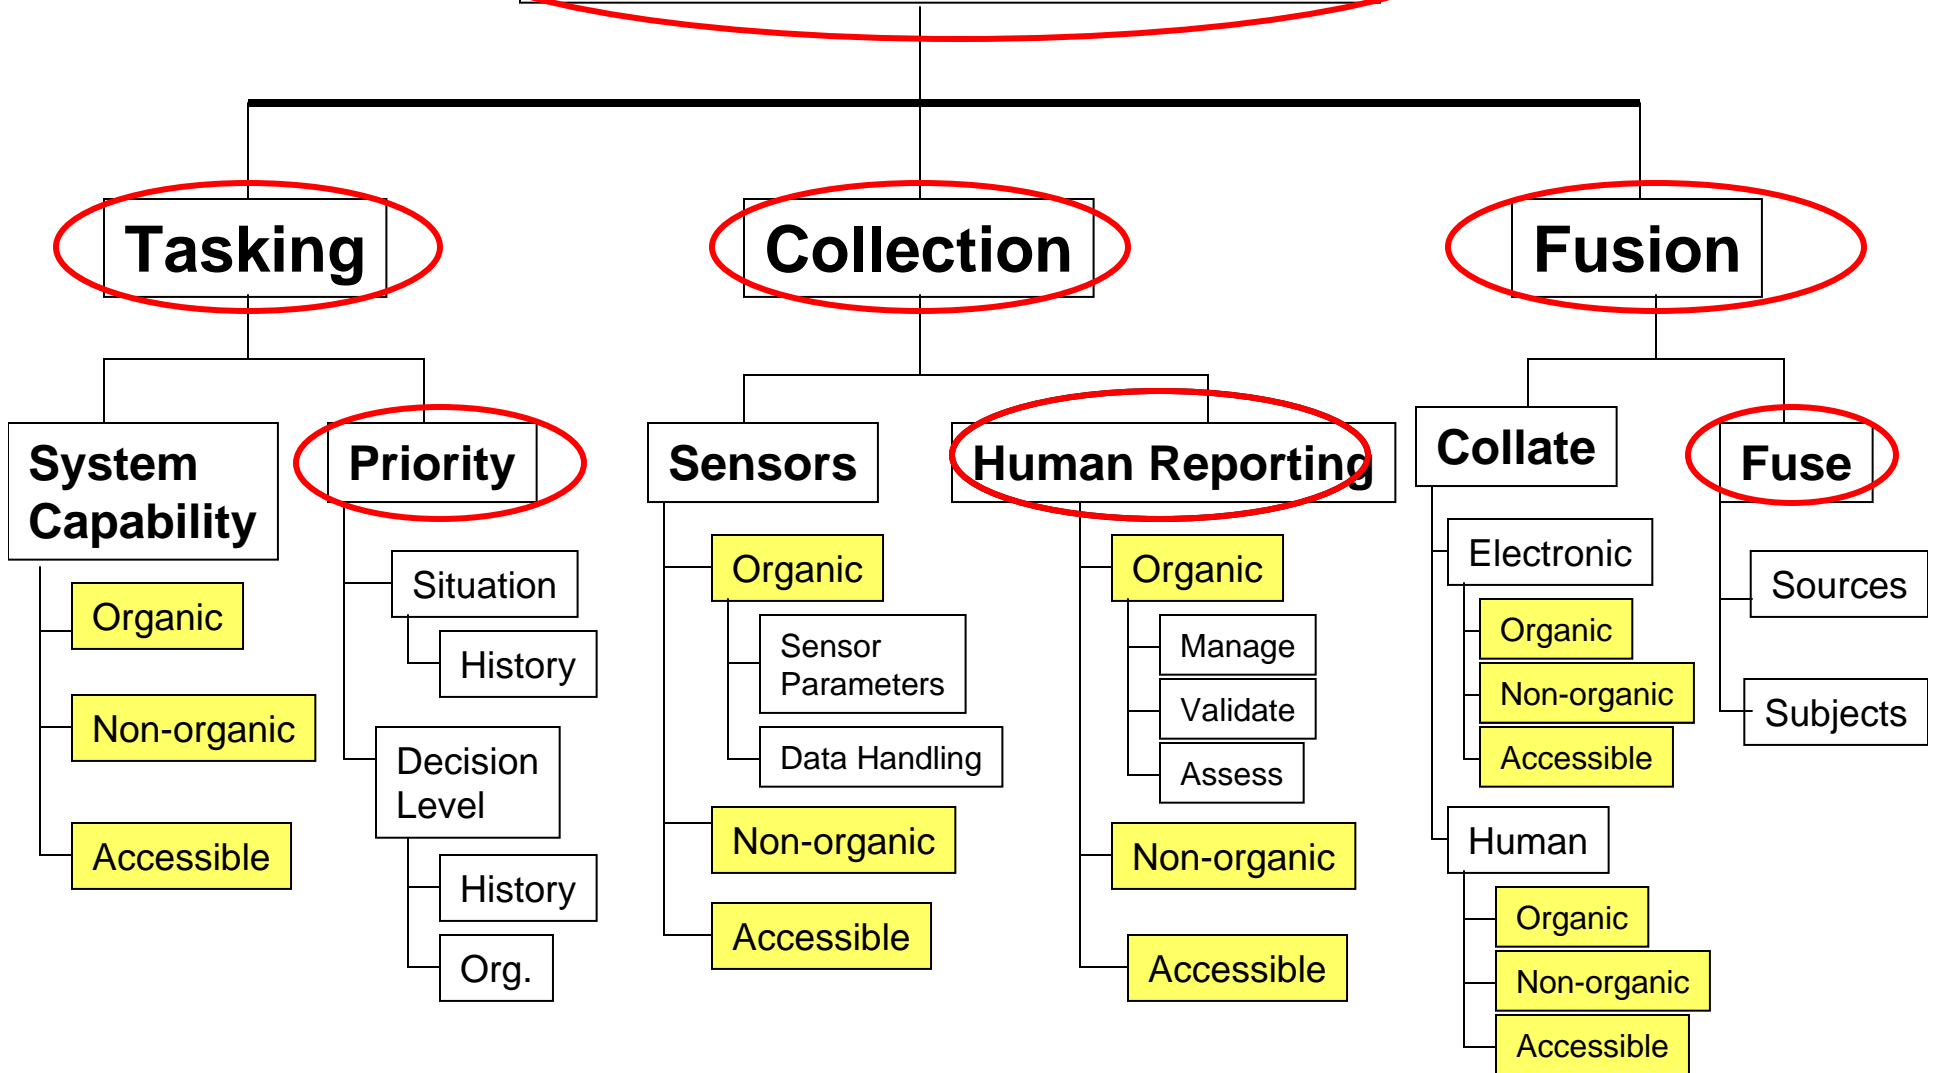 Tasking
Collection
Fusion
System
Capability
Organic
Non-organic
Accessible
Priority
Situation
History
Decision
Level
History
Org.
Sensors
Organic
Sensor
Parameters
Data Handling
Non-organic
Accessible
Human Reporting
Organic
Manage
Validate
Assess
Non-organic
Accessible
Collate
Electronic
Organic
Non-organic
Accessible
Human
Organic
Non-organic
Accessible
Fuse
Sources
Subjects